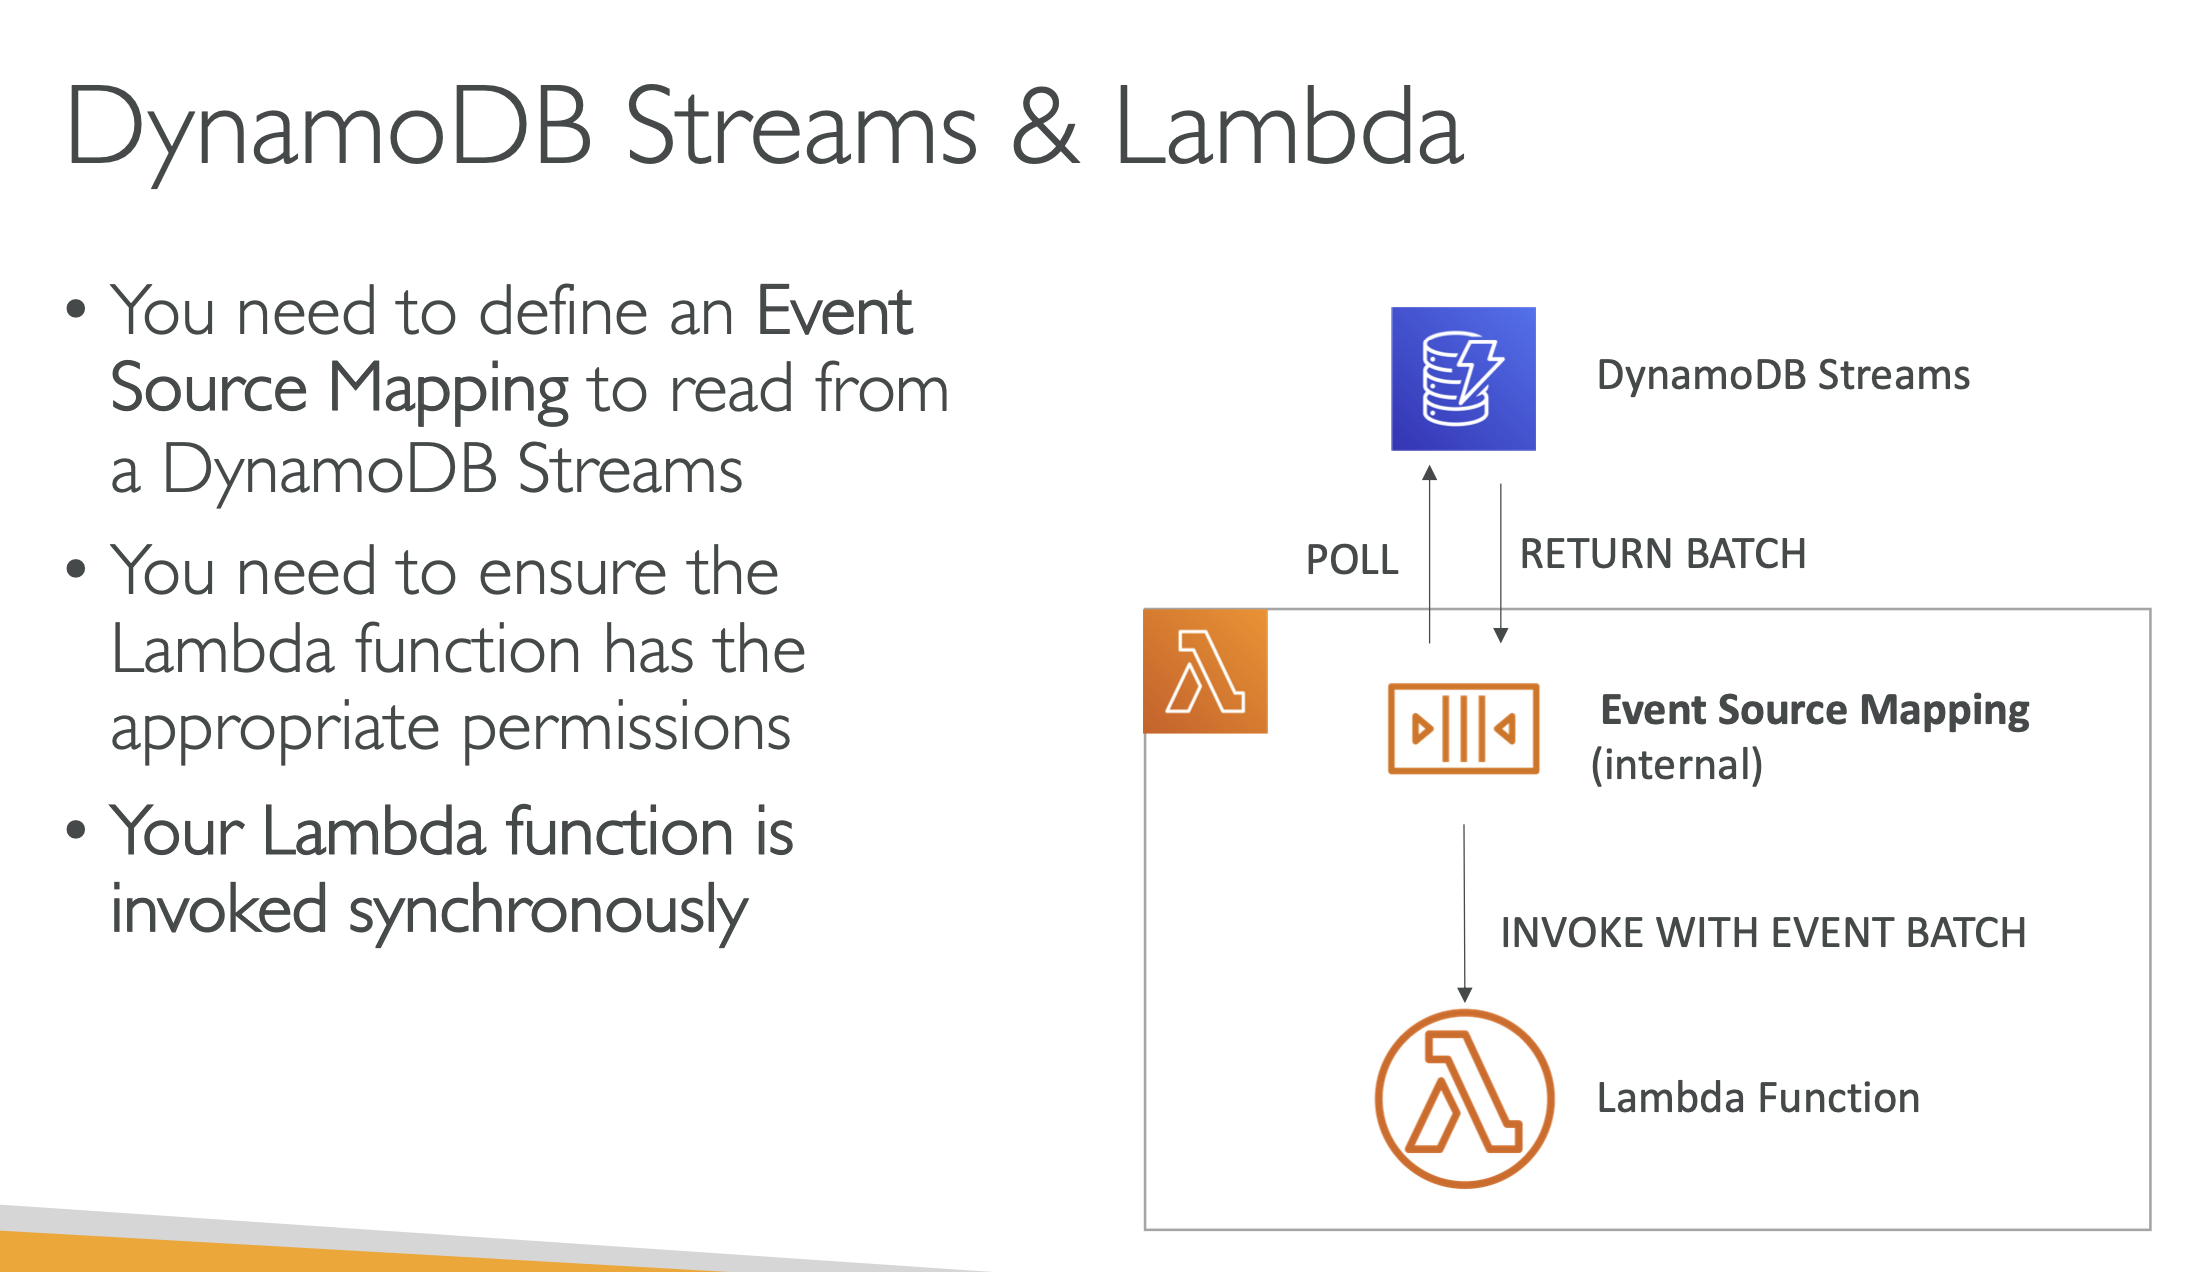 DynamoDB Streams & Lambda
• You need to define an Event
Source Mapping to read from
a DynamoDB Streams
• You need to ensure the
Lambda function has the
appropriate permissions
• Your Lambda function is
invoked synchronously
DynamoDB Streams
POLL
RETURN BATCH
Event Source Mapping
(internal)
INVOKE WITH EVENT BATCH
Lambda Function